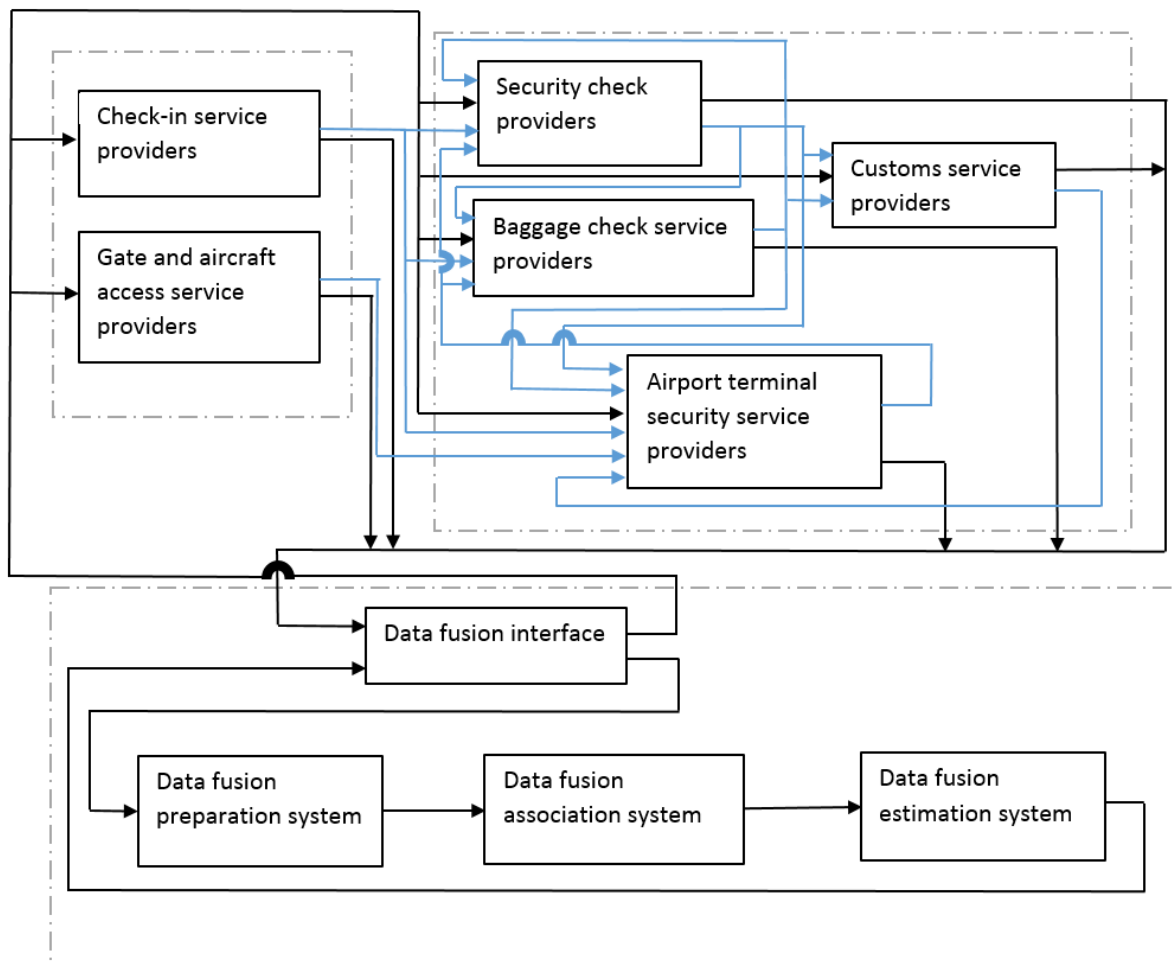 Check-in service
providers
Gate and aircraft
access service
providers
Security check
providers
Customs service
providers
Baggage check service
providers
Airport terminal
security service
providers
Data fusion interface
Data fusion
preparation system
Data fusion
association system
Data fusion
estimation system